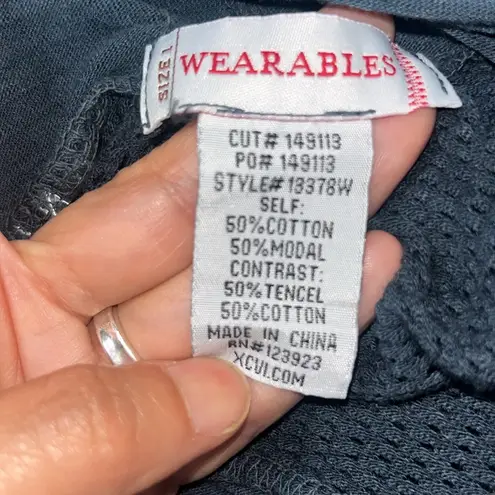 SIZE L
WEARABLES
CUT# 149113
PO# 149113
STYLE# 13378W
SELF:
50%COTTON
50%MODAL
CONTRAST:
50%TENCEL
50%COTTON
MADE IN CHINA
RN#123923
XCVI.COM